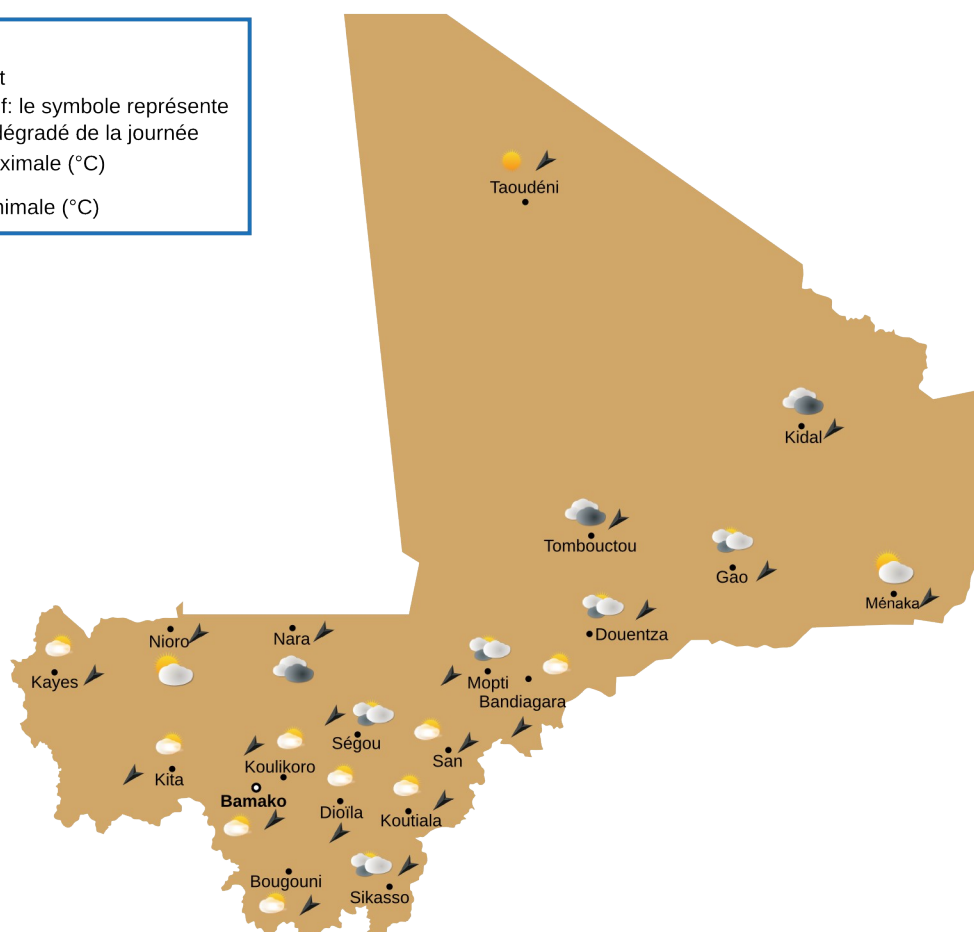 t
f: le symbole représente
dégradé de la journée
ximale (°C)
nimale (°C)
Taoudéni
Kidal
Tombouctou
Gao
Ménaka
Douentza
Nioro
Nara
Kayes
Mopti
Bandiagara
Ségou
San
Koulikoro
Kita
Bamako
Dioïla
Koutiala
Bougouni
Sikasso